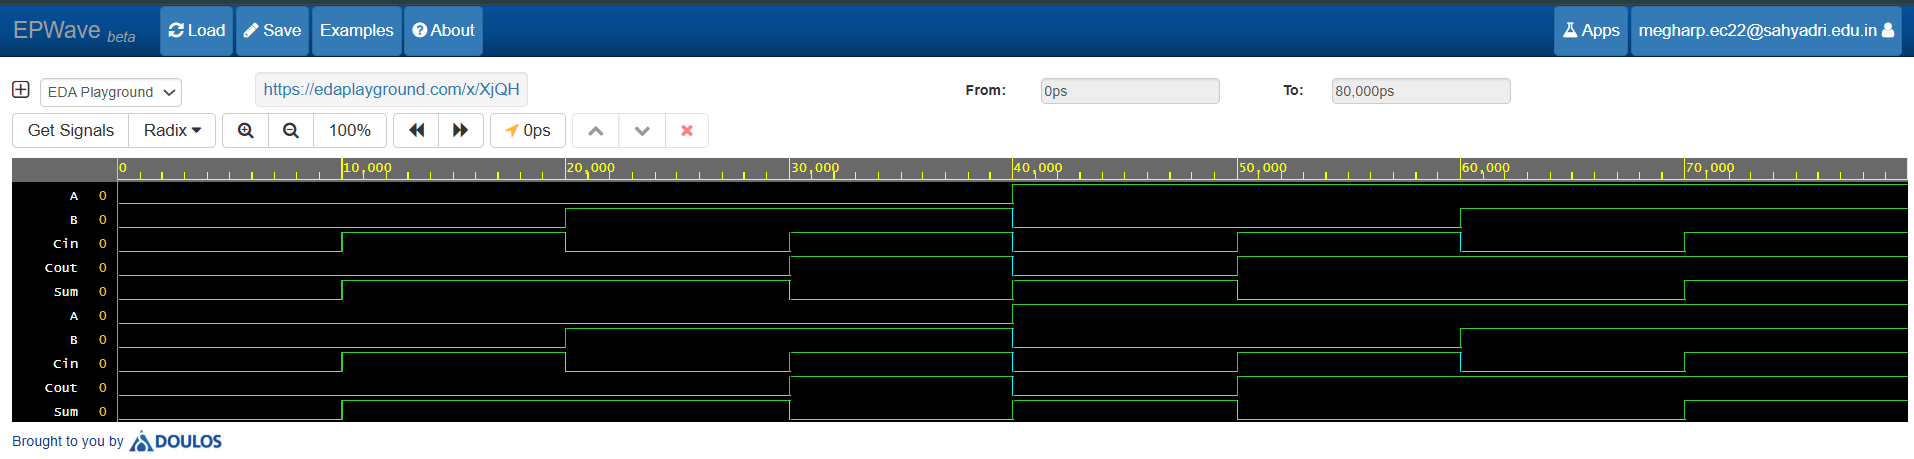 EPWave beta Load Save Examples About Apps megharp.ec22@sahyadri.edu.in
EDA Playground https://edaplayground.com/x/XjQH From: 0ps To: 80,000ps
Get Signals Radix 100% 0ps
0 10,000 20,000 30,000 40,000 50,000 60,000 70,000
A 0
B 0
Cin 0
Cout 0
Sum 0
A 0
B 0
Cin 0
Cout 0
Sum 0
Brought to you by DOULOS